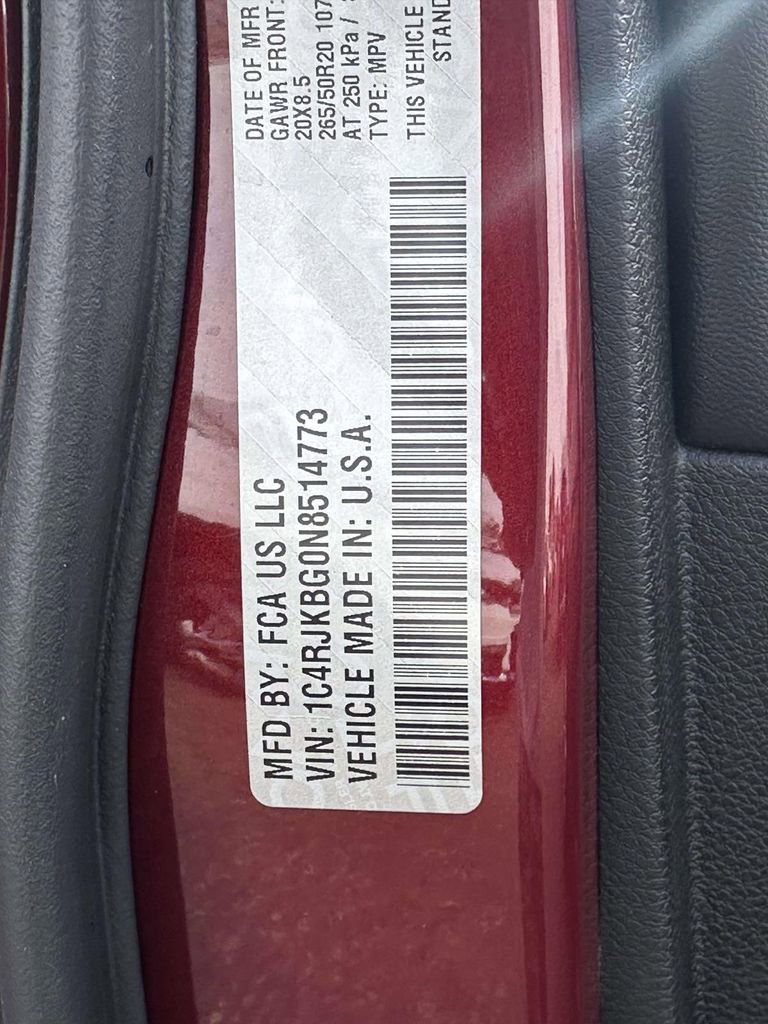 MFD BY: FCA US LLC
VIN: 1C4RJKBG0N8514773
VEHICLE MADE IN: U.S.A.
DATE OF MFR
GAWR FRONT:
20X8.5
265/50R20 107
AT 250 kPa /
TYPE: MPV
THIS VEHICLE
STAND